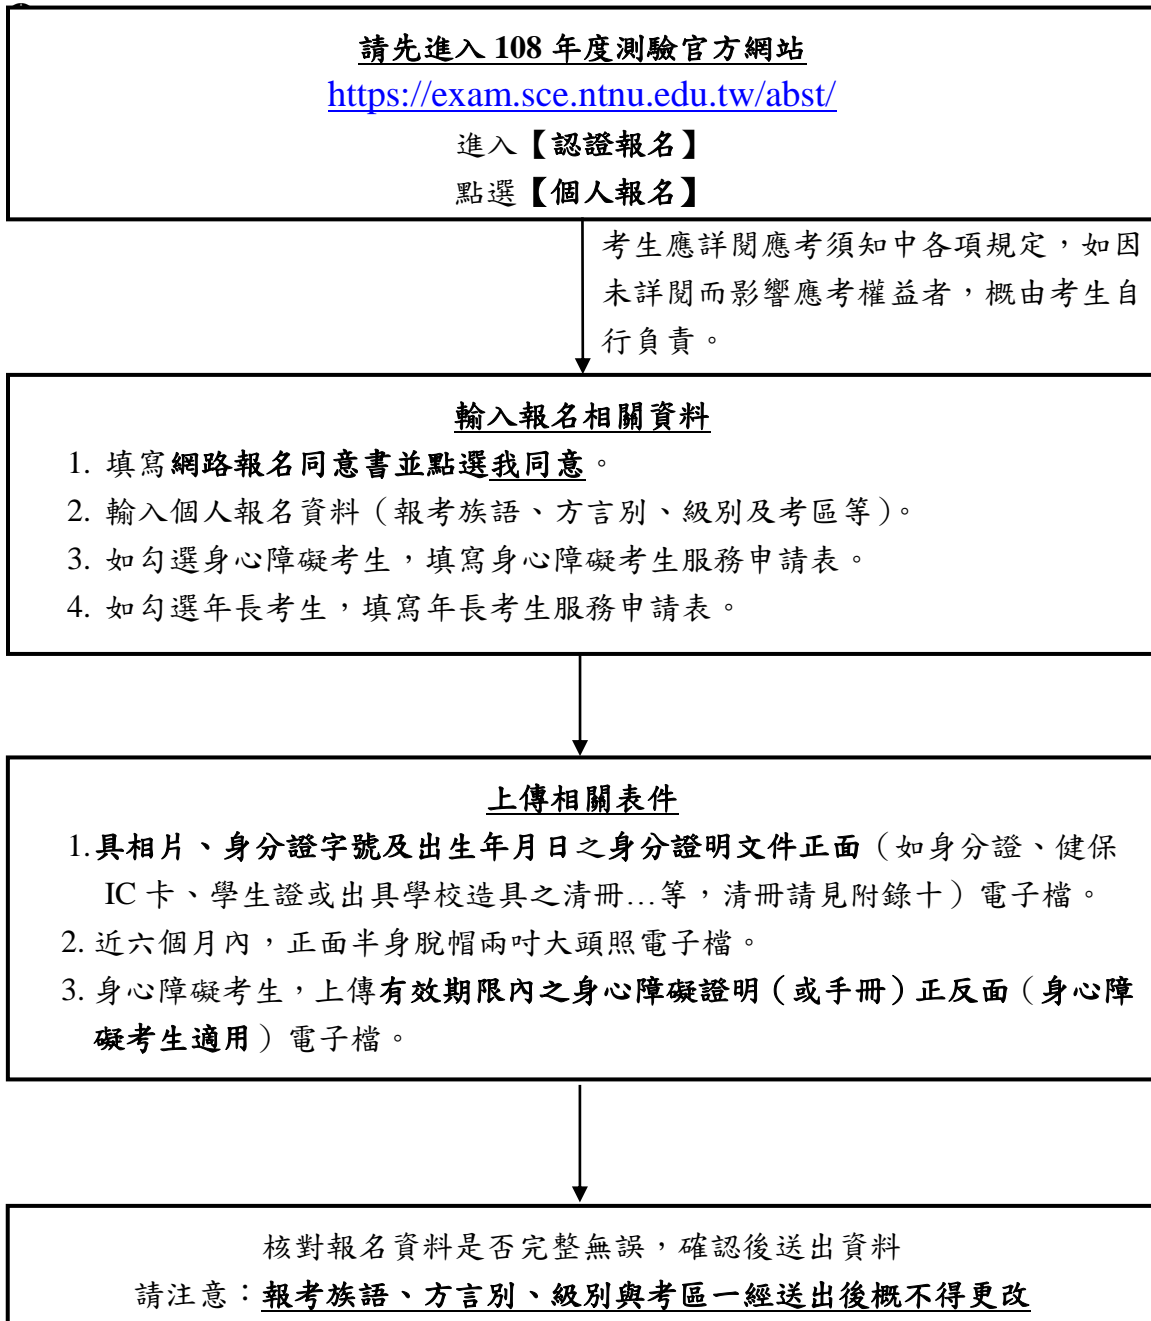 請先進入 108 年度測驗官方網站
https://exam.sce.ntnu.edu.tw/abst/
進入【認證報名】
點選【個人報名】
考生應詳閱應考須知中各項規定，如因
未詳閱而影響應考權益者，概由考生自
行負責。
輸入報名相關資料
1. 填寫網路報名同意書並點選我同意。
2. 輸入個人報名資料（報考族語、方言別、級別及考區等）。
3. 如勾選身心障礙考生，填寫身心障礙考生服務申請表。
4. 如勾選年長考生，填寫年長考生服務申請表。
上傳相關表件
1. 具相片、身分證字號及出生年月日之身分證明文件正面（如身分證、健保
IC 卡、學生證或出具學校造具之清冊…等，清冊請見附錄十）電子檔。
2. 近六個月內，正面半身脫帽兩吋大頭照電子檔。
3. 身心障礙考生，上傳有效期限內之身心障礙證明（或手冊）正反面（身心障
礙考生適用）電子檔。
核對報名資料是否完整無誤，確認後送出資料
請注意：報考族語、方言別、級別與考區一經送出後概不得更改